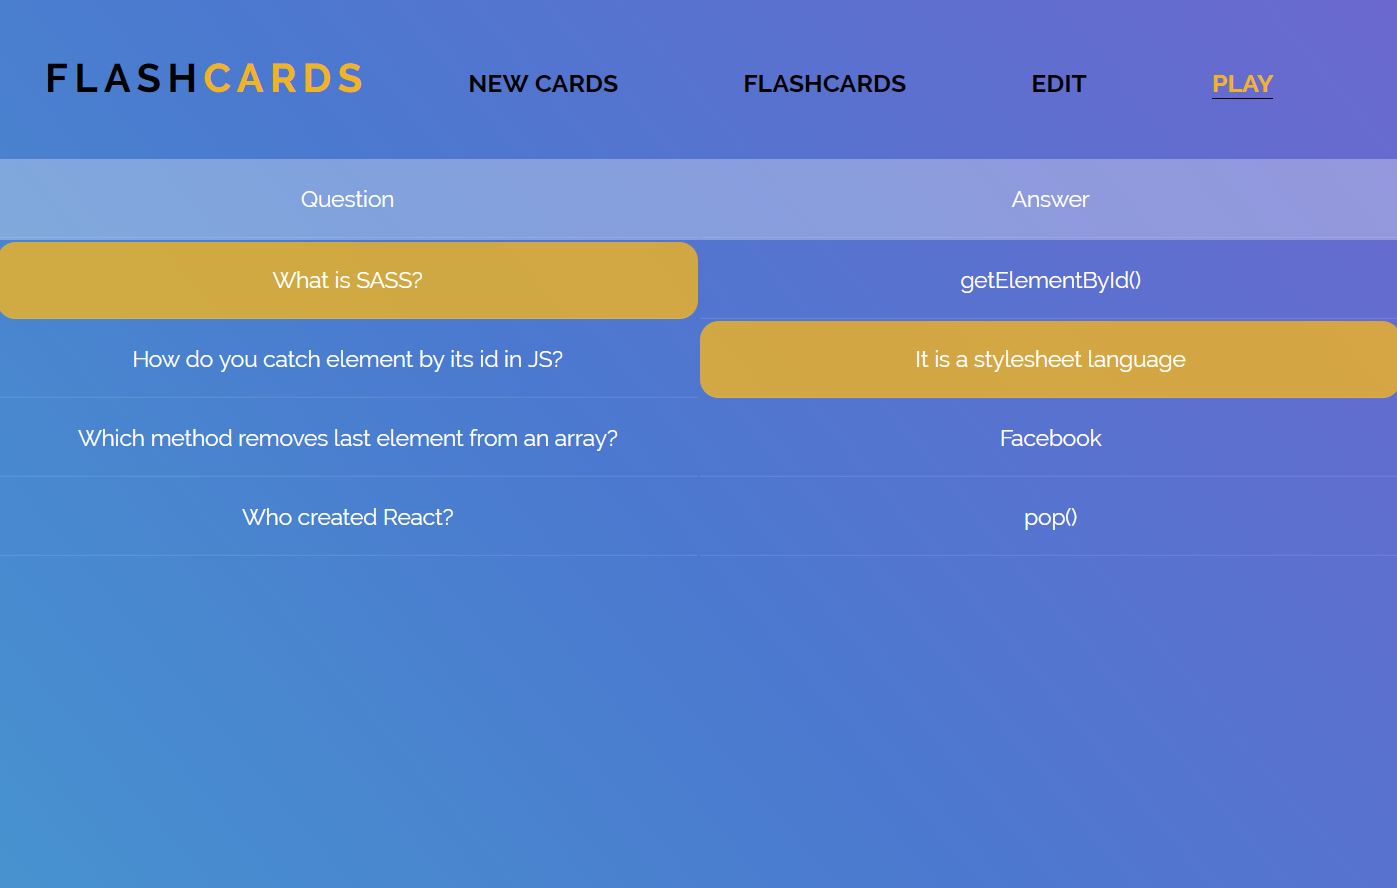 FLASHCARDS NEW CARDS FLASHCARDS EDIT PLAY
Question Answer
What is SASS? getElementById()
How do you catch element by its id in JS? It is a stylesheet language
Which method removes last element from an array? Facebook
Who created React? pop()